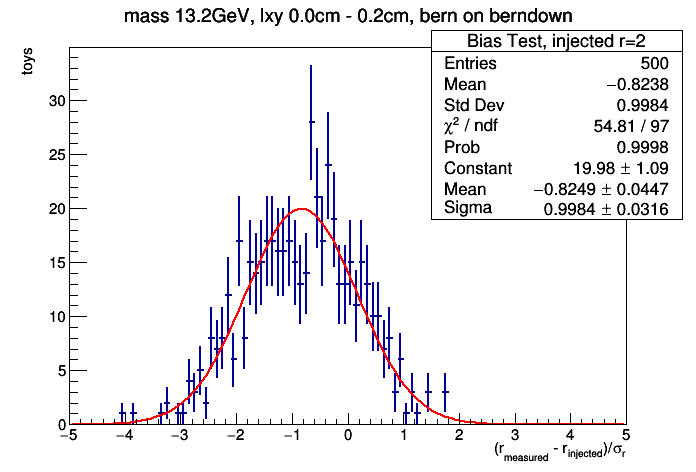 mass 13.2GeV, lxy 0.0cm - 0.2cm, bern on berndown
toys
Bias Test, injected r=2
Entries 500
Mean −0.8238
Std Dev 0.9984
χ² / ndf 54.81 / 97
Prob 0.9998
Constant 19.98 ± 1.09
Mean −0.8249 ± 0.0447
Sigma 0.9984 ± 0.0316
30
25
20
15
10
5
0
−5 −4 −3 −2 −1 0 1 2 3 4 5
(r_measured - r_injected)/σ_r